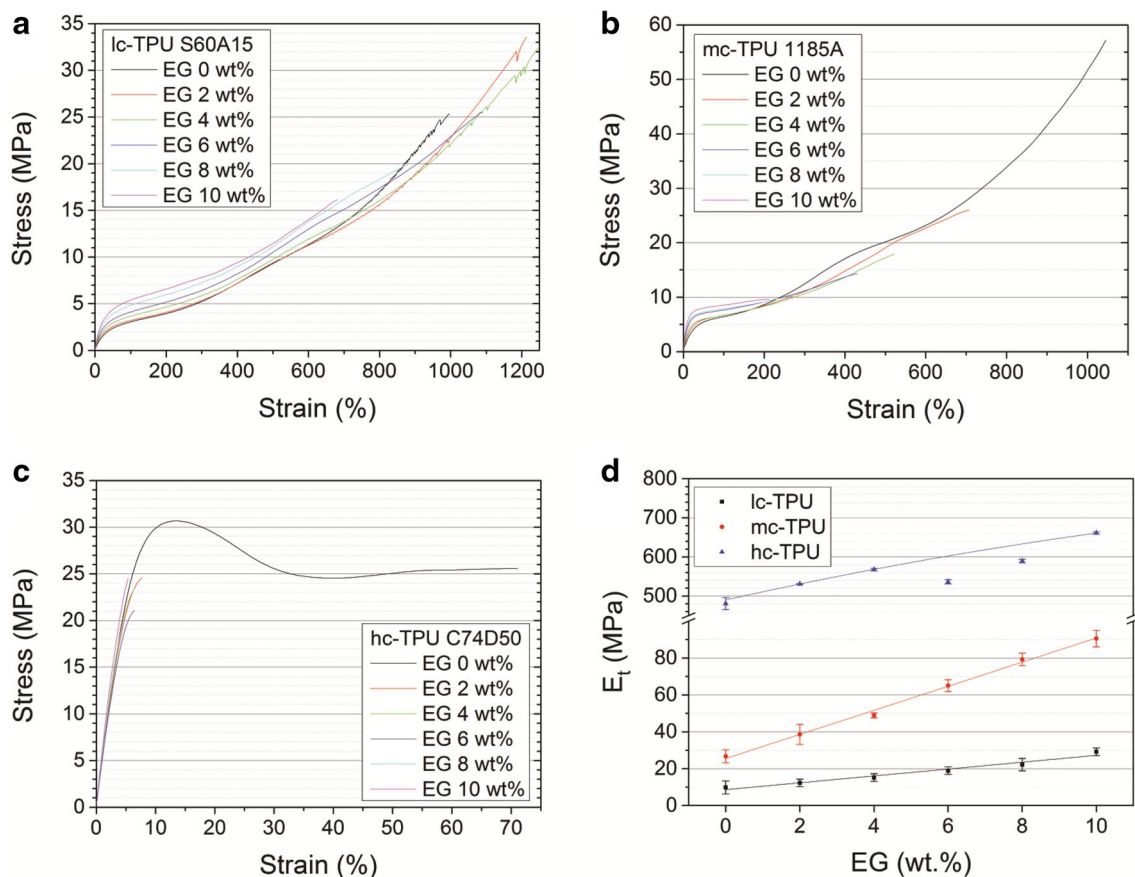 a
lc-TPU S60A15
EG 0 wt%
EG 2 wt%
EG 4 wt%
EG 6 wt%
EG 8 wt%
EG 10 wt%
35
30
25
20
15
10
5
0
Stress (MPa)
0 200 400 600 800 1000 1200
Strain (%)
b
mc-TPU 1185A
EG 0 wt%
EG 2 wt%
EG 4 wt%
EG 6 wt%
EG 8 wt%
EG 10 wt%
60
50
40
30
20
10
0
Stress (MPa)
0 200 400 600 800 1000
Strain (%)
c
35
30
25
20
15
10
5
0
Stress (MPa)
hc-TPU C74D50
EG 0 wt%
EG 2 wt%
EG 4 wt%
EG 6 wt%
EG 8 wt%
EG 10 wt%
0 10 20 30 40 50 60 70
Strain (%)
d
lc-TPU
mc-TPU
hc-TPU
800
700
600
500
80
60
40
20
0
Et (MPa)
0 2 4 6 8 10
EG (wt.%)